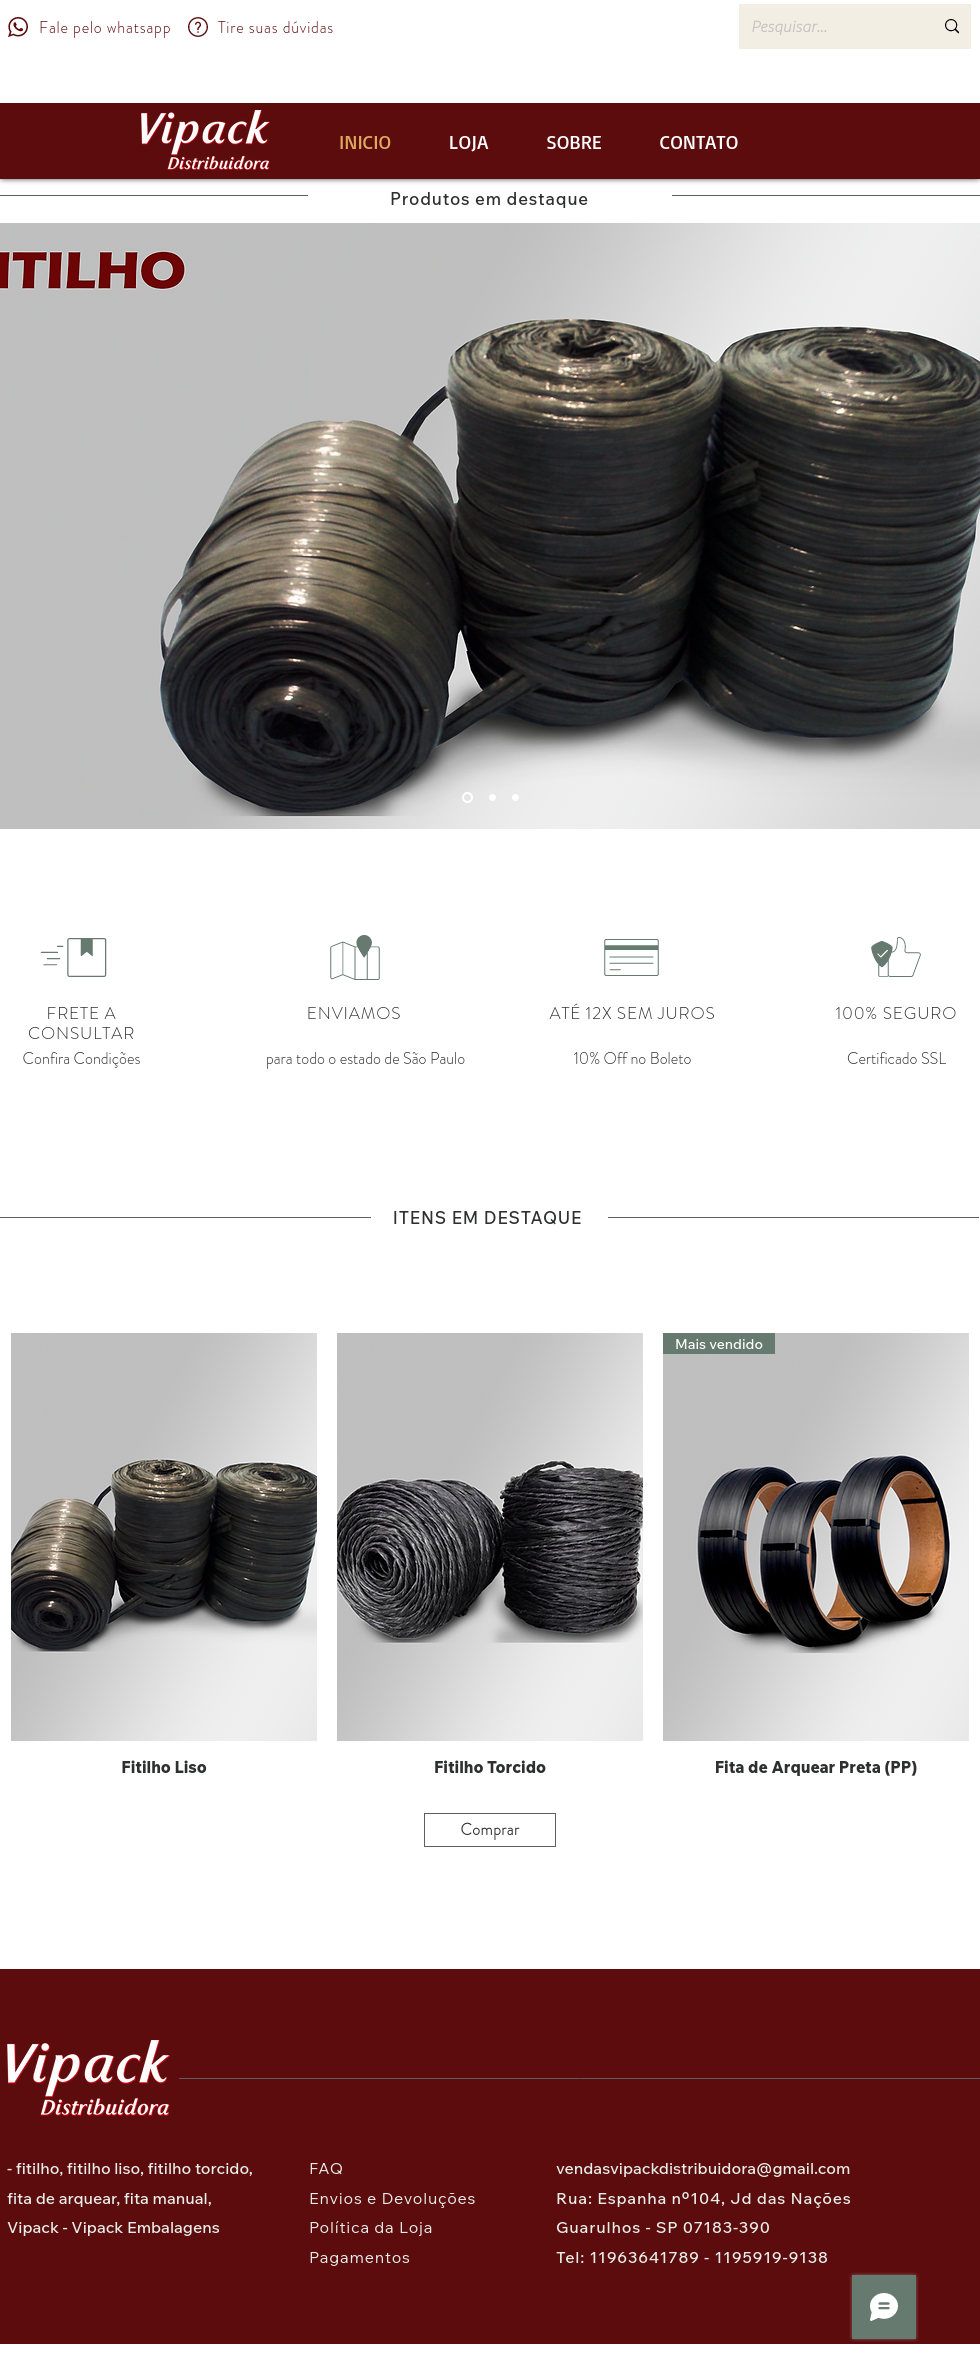 Fale pelo whatsapp
Tire suas dúvidas
Pesquisar...
Vipack
Distribuidora
INICIO
LOJA
SOBRE
CONTATO
Produtos em destaque
ITILHO
FRETE A
CONSULTAR
Confira Condições
ENVIAMOS
para todo o estado de São Paulo
ATÉ 12X SEM JUROS
10% Off no Boleto
100% SEGURO
Certificado SSL
ITENS EM DESTAQUE
Mais vendido
Fitilho Liso
Fitilho Torcido
Fita de Arquear Preta (PP)
Comprar
Vipack
Distribuidora
- fitilho, fitilho liso, fitilho torcido,
fita de arquear, fita manual,
Vipack - Vipack Embalagens
FAQ
Envios e Devoluções
Política da Loja
Pagamentos
vendasvipackdistribuidora@gmail.com
Rua: Espanha nº104, Jd das Nações
Guarulhos - SP 07183-390
Tel: 11963641789 - 1195919-9138